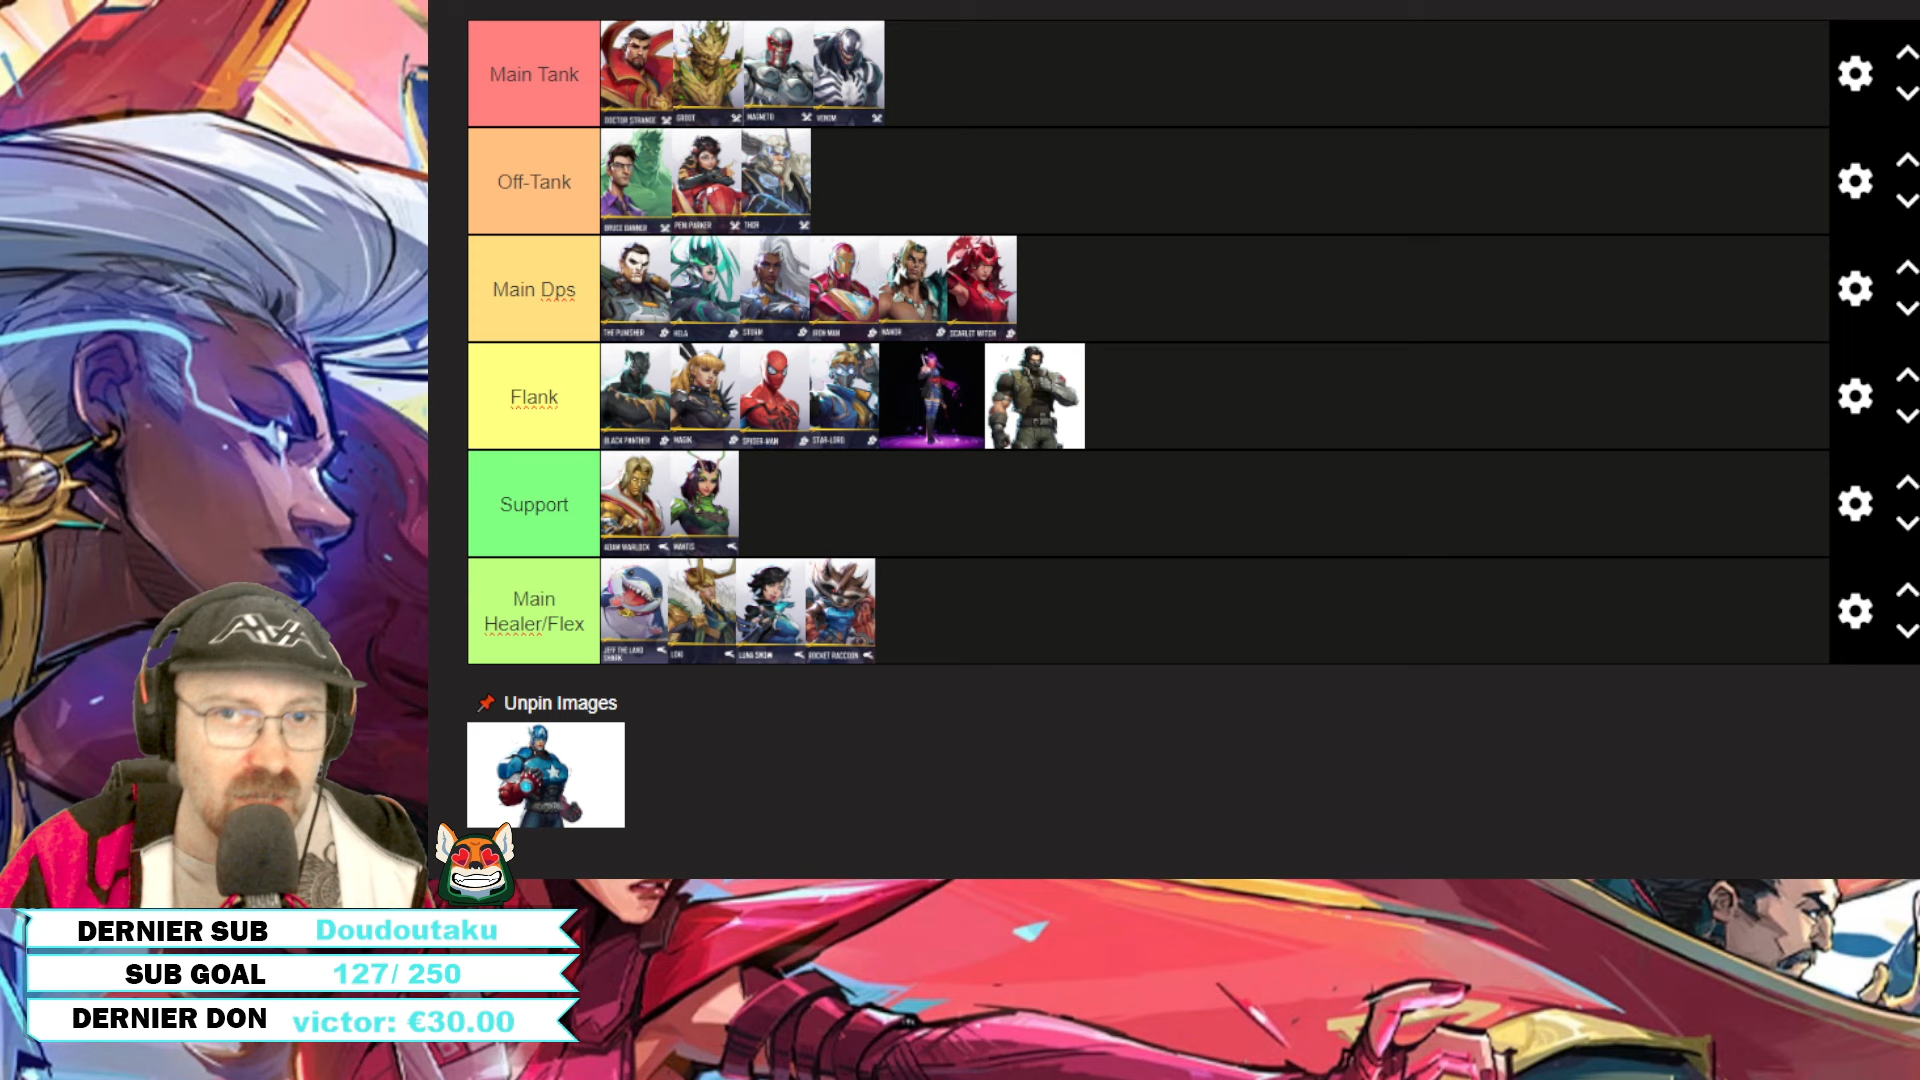 Main Tank
DOCTOR STRANGE
GROOT
MAGNETO
VENOM
Off-Tank
BRUCE BANNER
PENI PARKER
THOR
Main Dps
THE PUNISHER
HELA
STORM
IRON MAN
NAMOR
SCARLET WITCH
Flank
BLACK PANTHER
MAGIK
SPIDER-MAN
STAR-LORD
Support
ADAM WARLOCK
MANTIS
Main
Healer/Flex
JEFF THE LAND
SHARK
LOKI
LUNA SNOW
ROCKET RACCOON
Unpin Images
DERNIER SUB Doudoutaku
SUB GOAL 127/ 250
DERNIER DON victor: €30.00